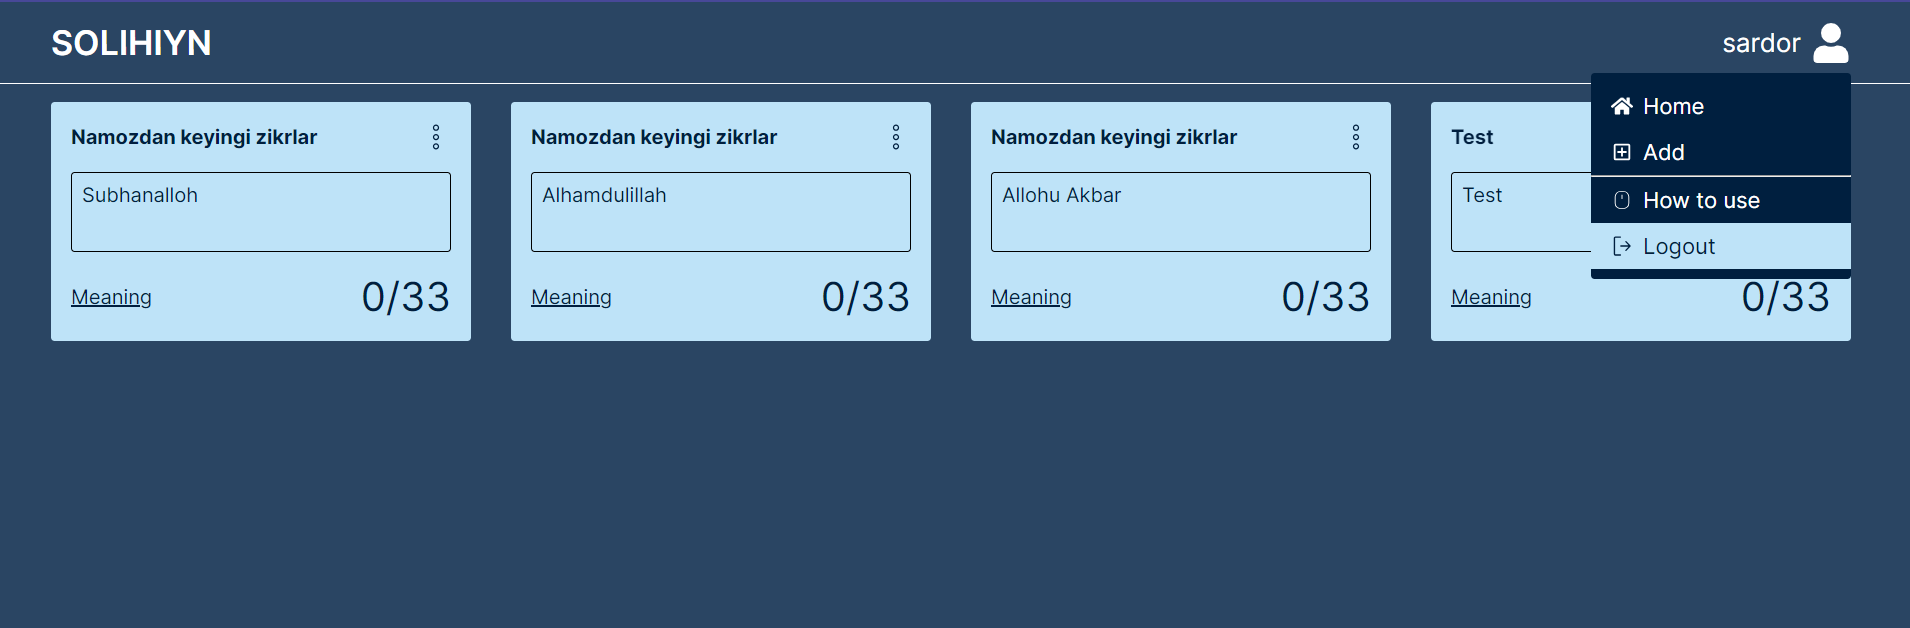 SOLIHIYN
sardor
Home
Add
How to use
Logout
Namozdan keyingi zikrlar
Subhanalloh
Meaning
0/33
Namozdan keyingi zikrlar
Alhamdulillah
Meaning
0/33
Namozdan keyingi zikrlar
Allohu Akbar
Meaning
0/33
Test
Test
Meaning
0/33